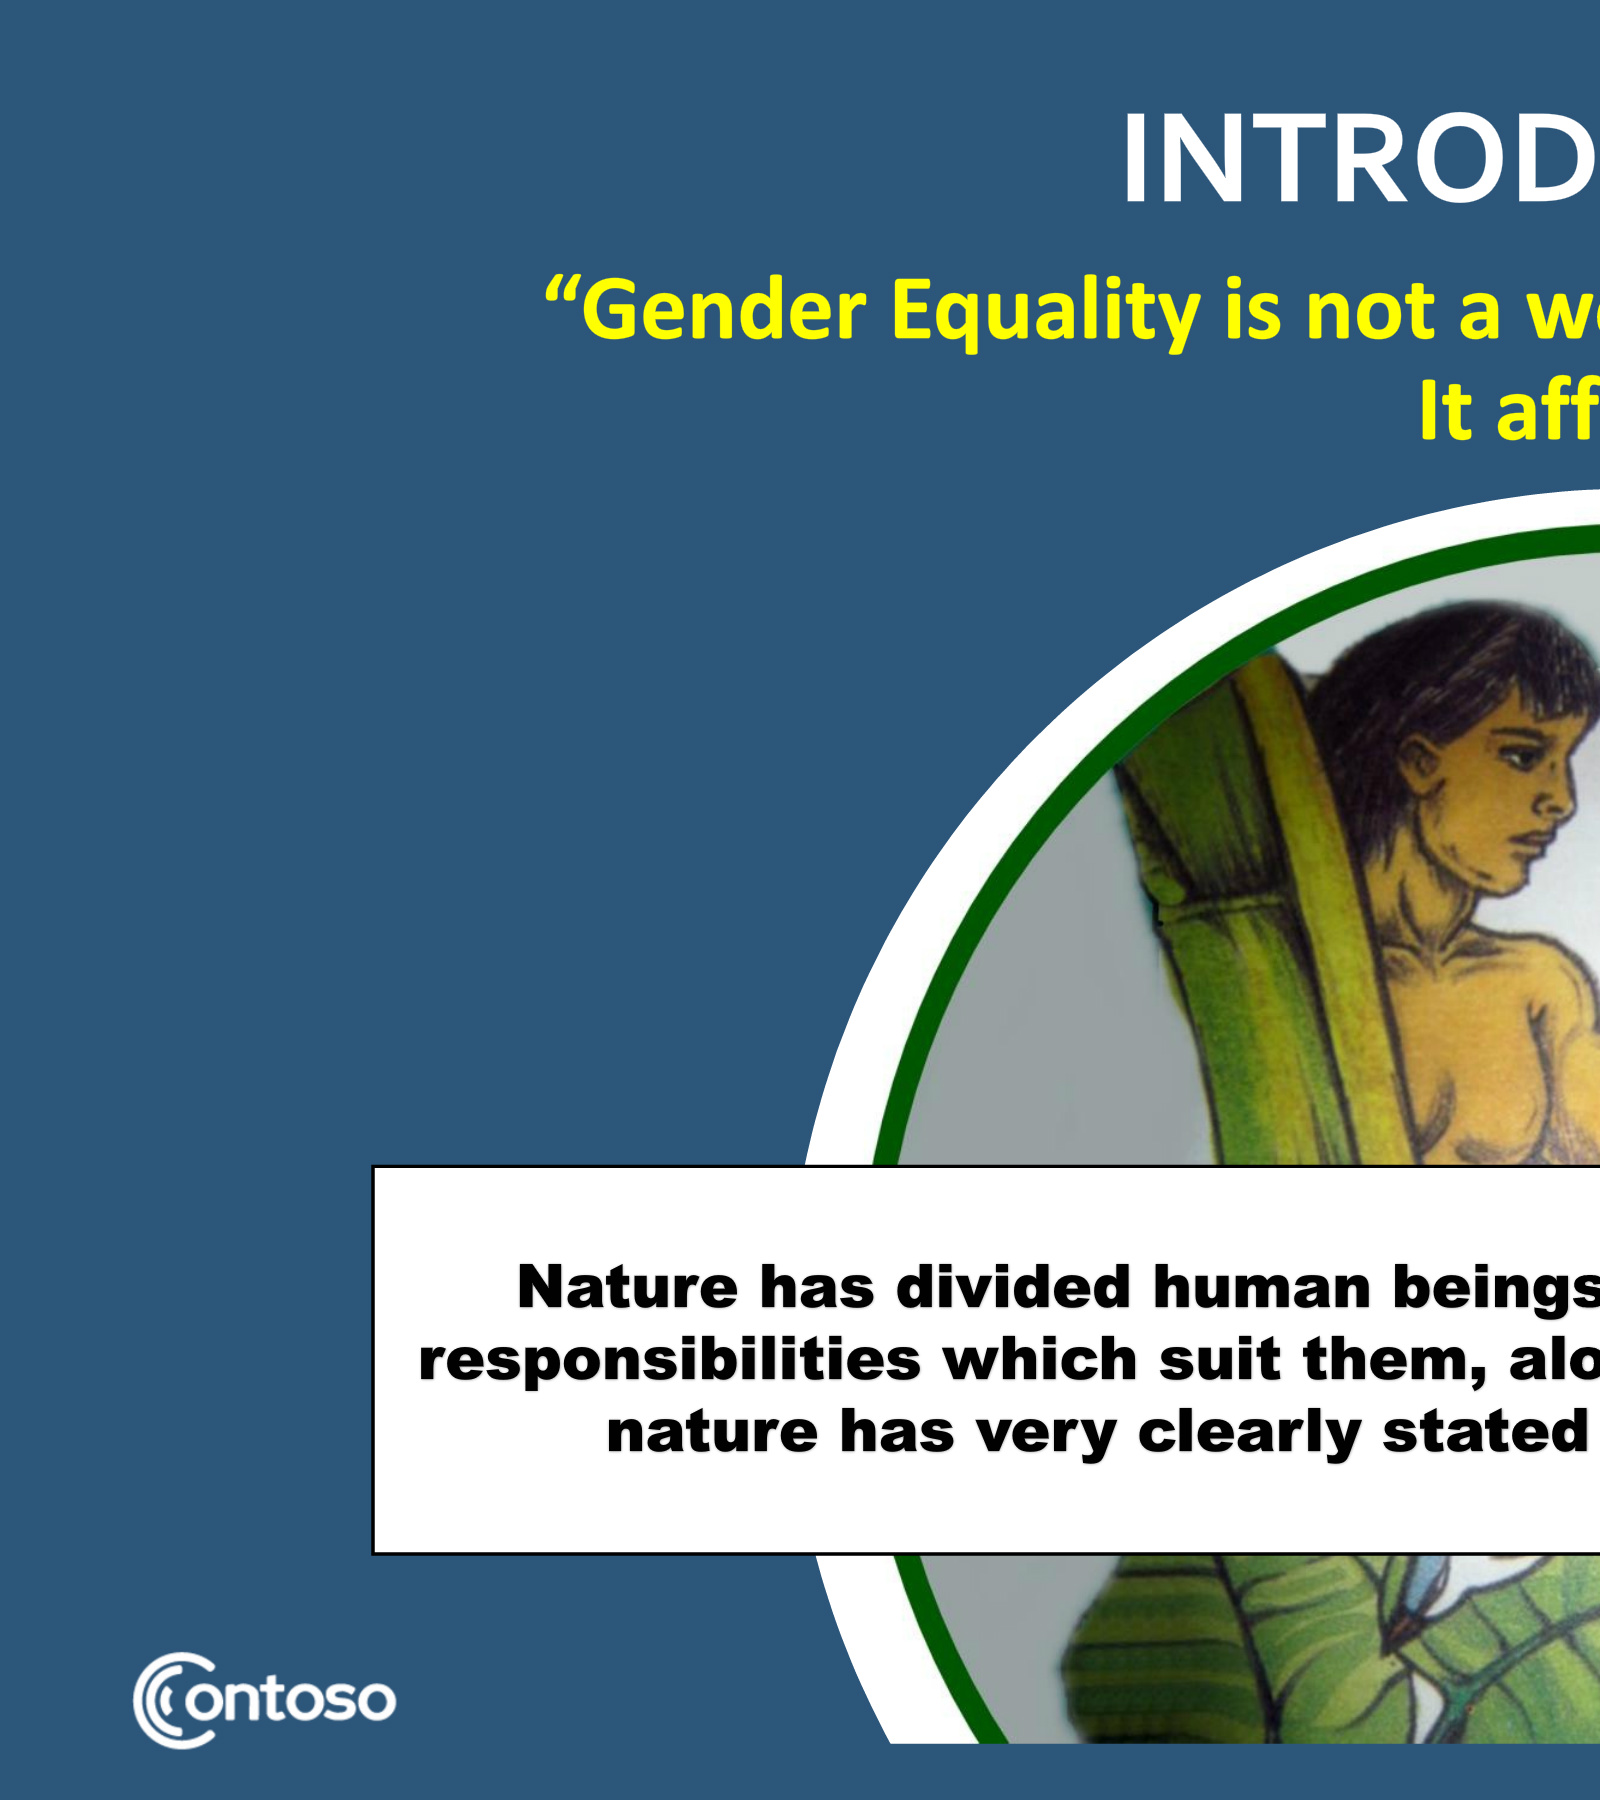 INTROD
“Gender Equality is not a w
It aff
Nature has divided human beings
responsibilities which suit them, alo
nature has very clearly stated
Contoso